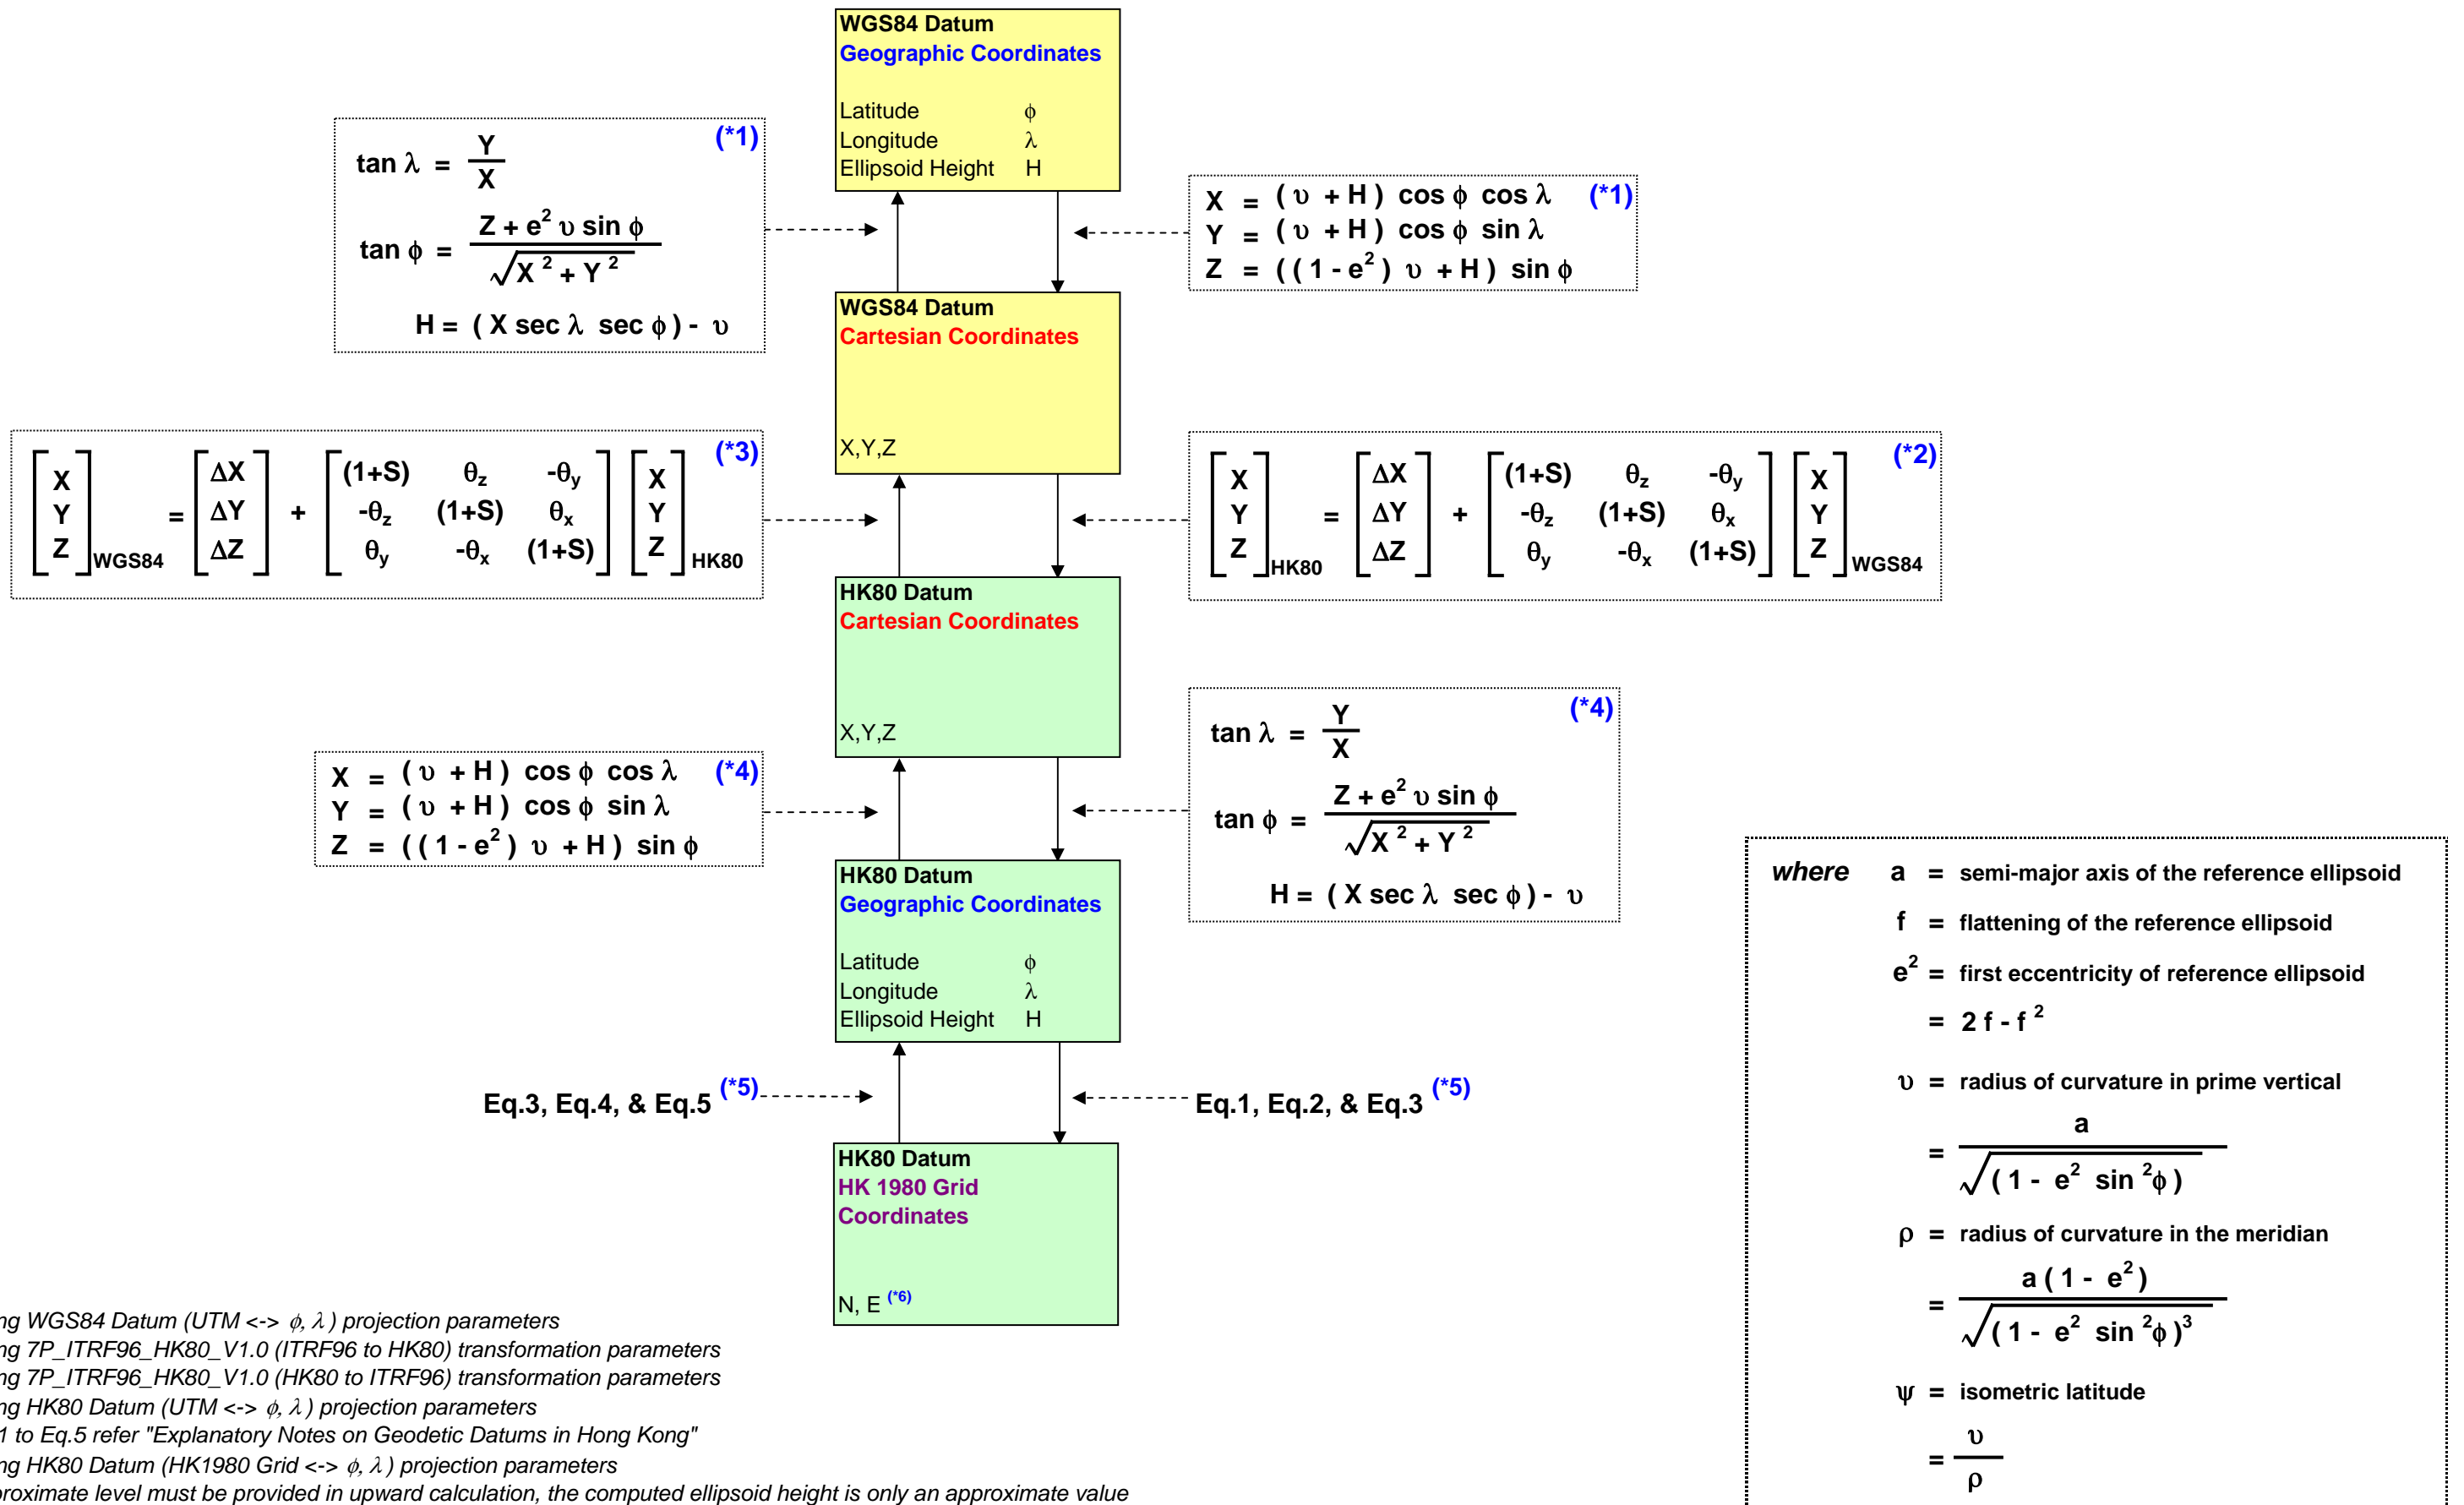 WGS84 Datum
Geographic Coordinates
Latitude φ
Longitude λ
Ellipsoid Height H
(*1)
tan λ = Y / X
tan φ = Z + e² υ sin φ / √X² + Y²
H = ( X sec λ sec φ ) - υ
X = ( υ + H ) cos φ cos λ (*1)
Y = ( υ + H ) cos φ sin λ
Z = ( ( 1 - e² ) υ + H ) sin φ
WGS84 Datum
Cartesian Coordinates
X,Y,Z
(*3)
[X Y Z]WGS84 = [ΔX ΔY ΔZ] + [(1+S) θz -θy
-θz (1+S) θx
θy -θx (1+S)] [X Y Z]HK80
(*2)
[X Y Z]HK80 = [ΔX ΔY ΔZ] + [(1+S) θz -θy
-θz (1+S) θx
θy -θx (1+S)] [X Y Z]WGS84
HK80 Datum
Cartesian Coordinates
X,Y,Z
X = ( υ + H ) cos φ cos λ (*4)
Y = ( υ + H ) cos φ sin λ
Z = ( ( 1 - e² ) υ + H ) sin φ
(*4)
tan λ = Y / X
tan φ = Z + e² υ sin φ / √X² + Y²
H = ( X sec λ sec φ ) - υ
HK80 Datum
Geographic Coordinates
Latitude φ
Longitude λ
Ellipsoid Height H
Eq.3, Eq.4, & Eq.5 (*5)
Eq.1, Eq.2, & Eq.3 (*5)
HK80 Datum
HK 1980 Grid
Coordinates
N, E (*6)
where a = semi-major axis of the reference ellipsoid
f = flattening of the reference ellipsoid
e² = first eccentricity of reference ellipsoid
= 2 f - f²
υ = radius of curvature in prime vertical
= a / √( 1 - e² sin²φ )
ρ = radius of curvature in the meridian
= a ( 1 - e² ) / √( 1 - e² sin²φ )³
ψ = isometric latitude
= υ / ρ
ng WGS84 Datum (UTM <-> φ, λ ) projection parameters
ng 7P_ITRF96_HK80_V1.0 (ITRF96 to HK80) transformation parameters
ng 7P_ITRF96_HK80_V1.0 (HK80 to ITRF96) transformation parameters
ng HK80 Datum (UTM <-> φ, λ ) projection parameters
1 to Eq.5 refer "Explanatory Notes on Geodetic Datums in Hong Kong"
ng HK80 Datum (HK1980 Grid <-> φ, λ ) projection parameters
proximate level must be provided in upward calculation, the computed ellipsoid height is only an approximate value